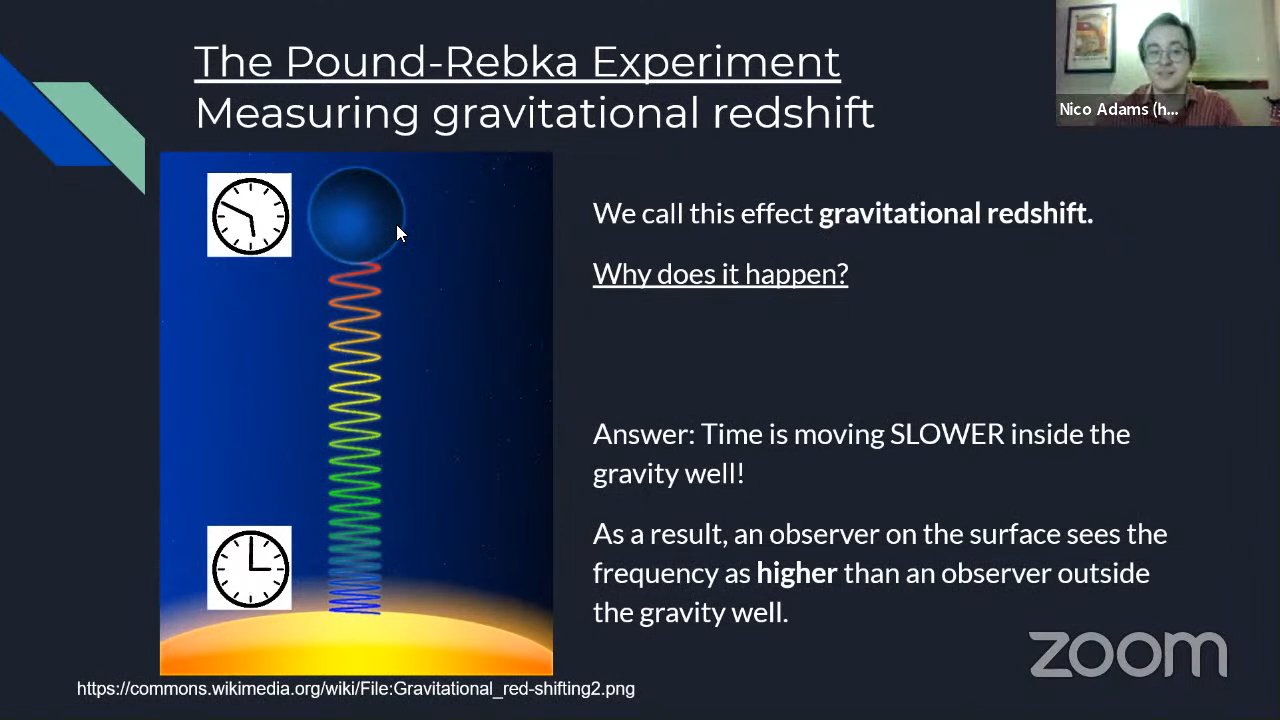 The Pound-Rebka Experiment
Measuring gravitational redshift
Nico Adams (h...
We call this effect gravitational redshift.
Why does it happen?
Answer: Time is moving SLOWER inside the
gravity well!
As a result, an observer on the surface sees the
frequency as higher than an observer outside
the gravity well.
zoom
https://commons.wikimedia.org/wiki/File:Gravitational_red-shifting2.png